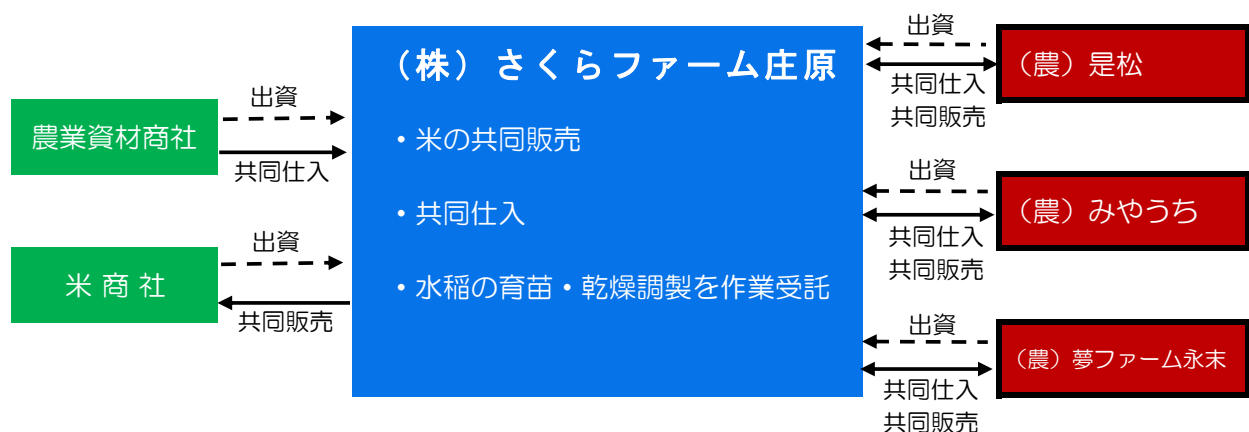 出資
農業資材商社
共同仕入
出資
米商社
共同販売
（株）さくらファーム庄原
・米の共同販売
・共同仕入
・水稲の育苗・乾燥調製を作業受託
出資
共同仕入
共同販売
（農）是松
出資
共同仕入
共同販売
（農）みやうち
出資
共同仕入
共同販売
（農）夢ファーム永末